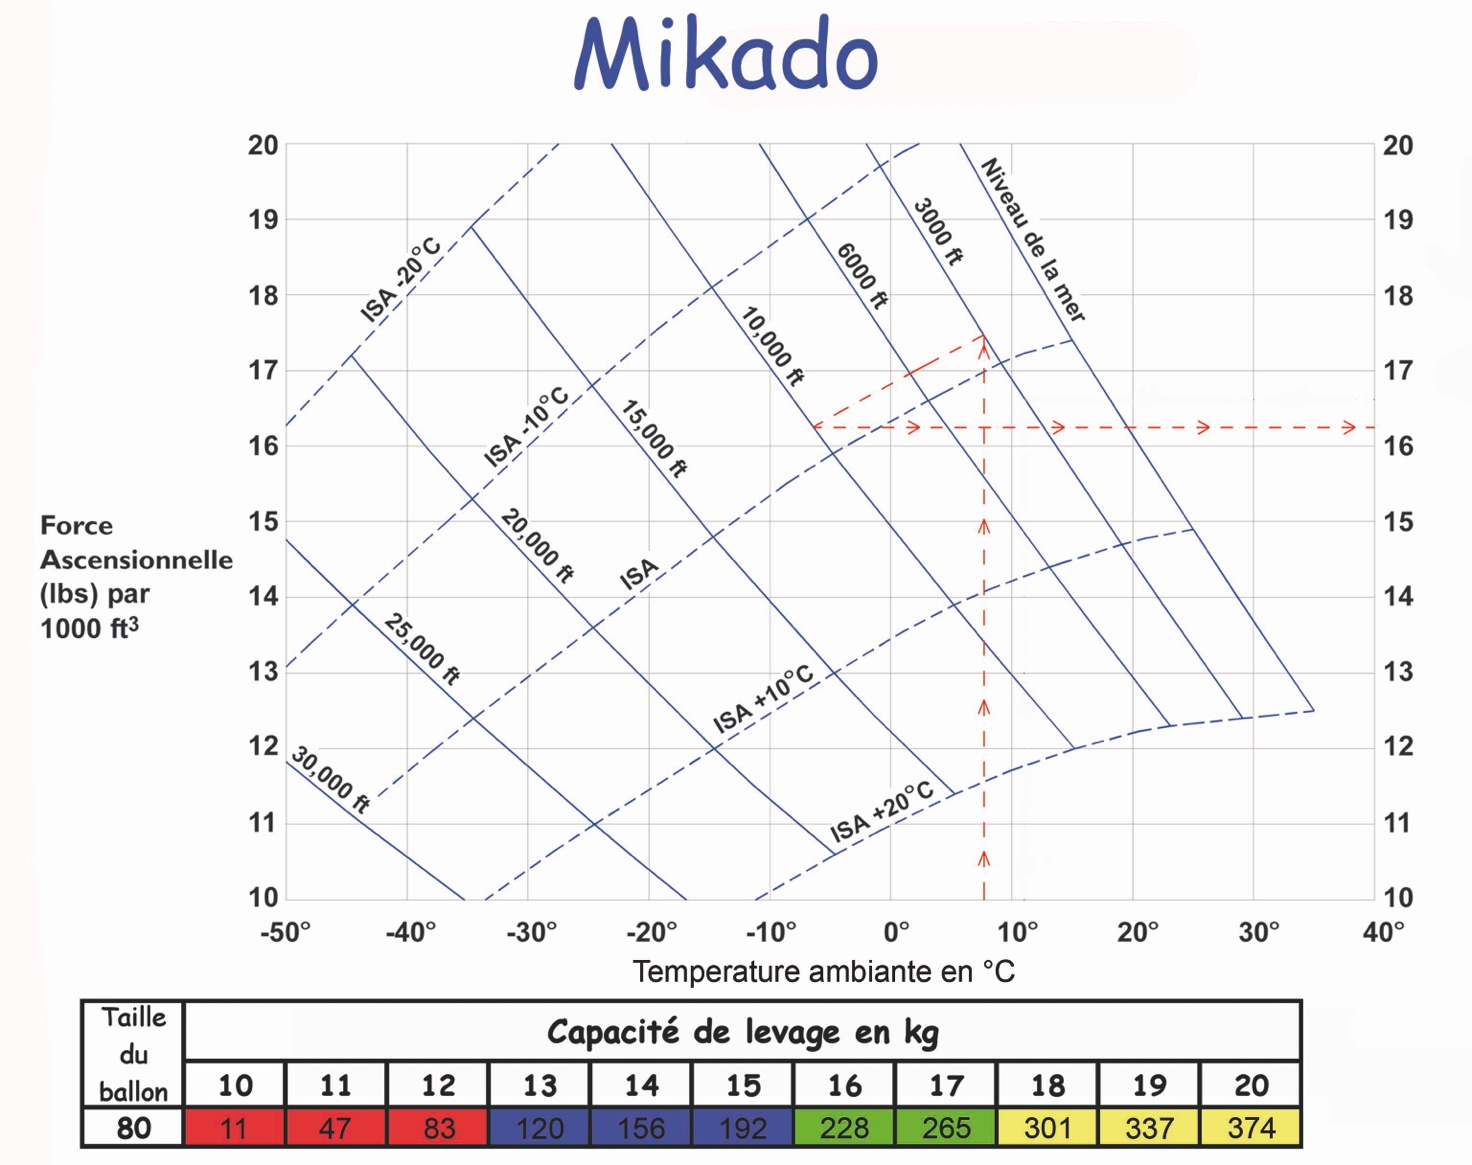 Mikado
20 20
19 19
18 18
17 17
16 16
15 15
14 14
13 13
12 12
11 11
10 10
Niveau de la mer
3000 ft
6000 ft
10,000 ft
15,000 ft
20,000 ft
25,000 ft
30,000 ft
ISA -20°C
ISA -10°C
ISA
ISA +10°C
ISA +20°C
Force
Ascensionnelle
(lbs) par
1000 ft³
-50° -40° -30° -20° -10° 0° 10° 20° 30° 40°
Temperature ambiante en °C
Taille
du
ballon
Capacité de levage en kg
10 11 12 13 14 15 16 17 18 19 20
80 11 47 83 120 156 192 228 265 301 337 374